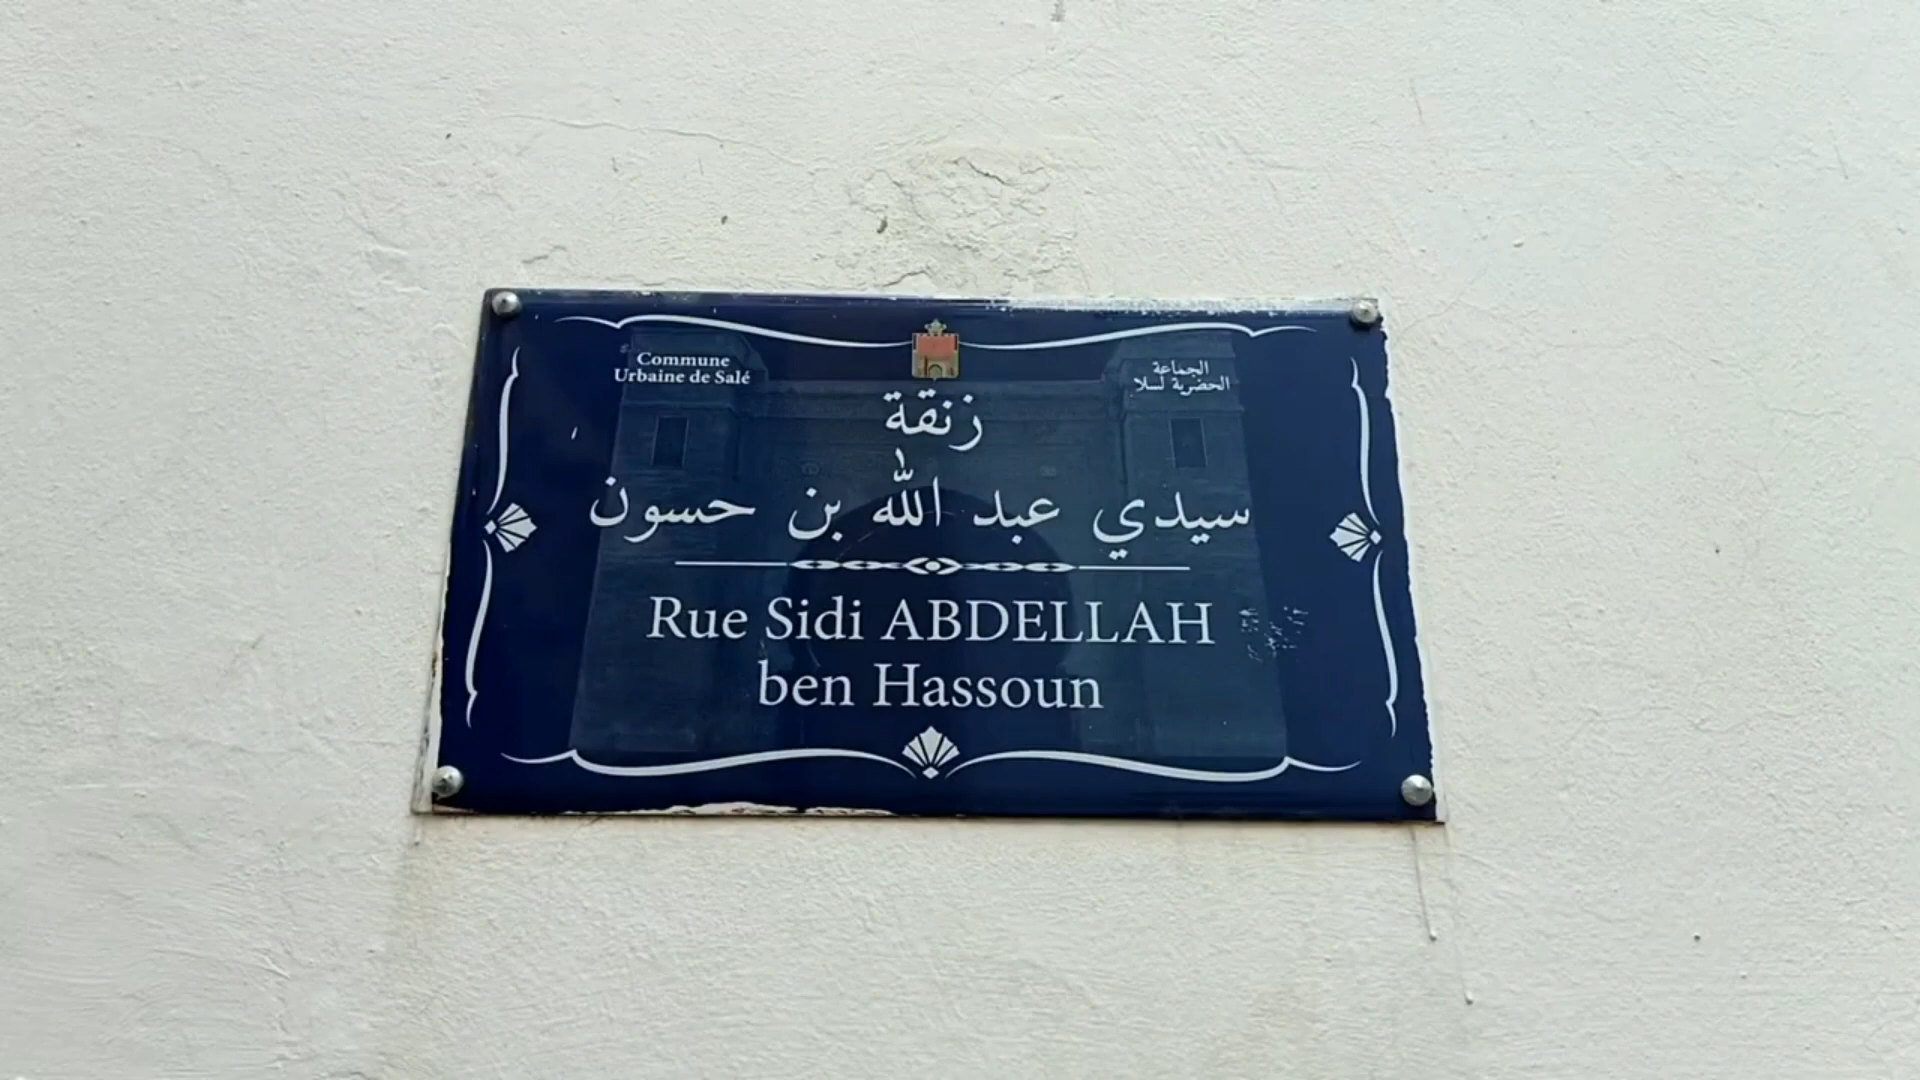 Commune
Urbaine de Salé
الجماعة
الحضرية لسلا
زنقة
سيدي عبد الله بن حسون
Rue Sidi ABDELLAH
ben Hassoun